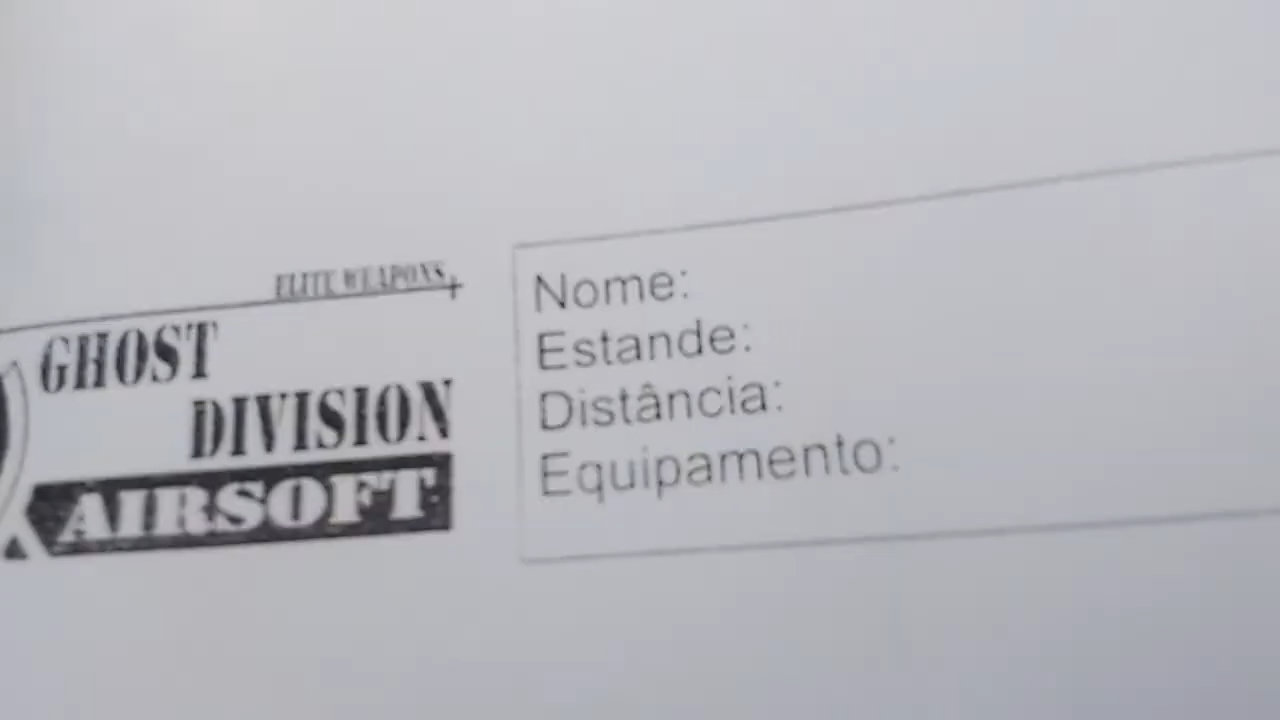 ELITE WEAPONS
GHOST
DIVISION
AIRSOFT
Nome:
Estande:
Distância:
Equipamento: